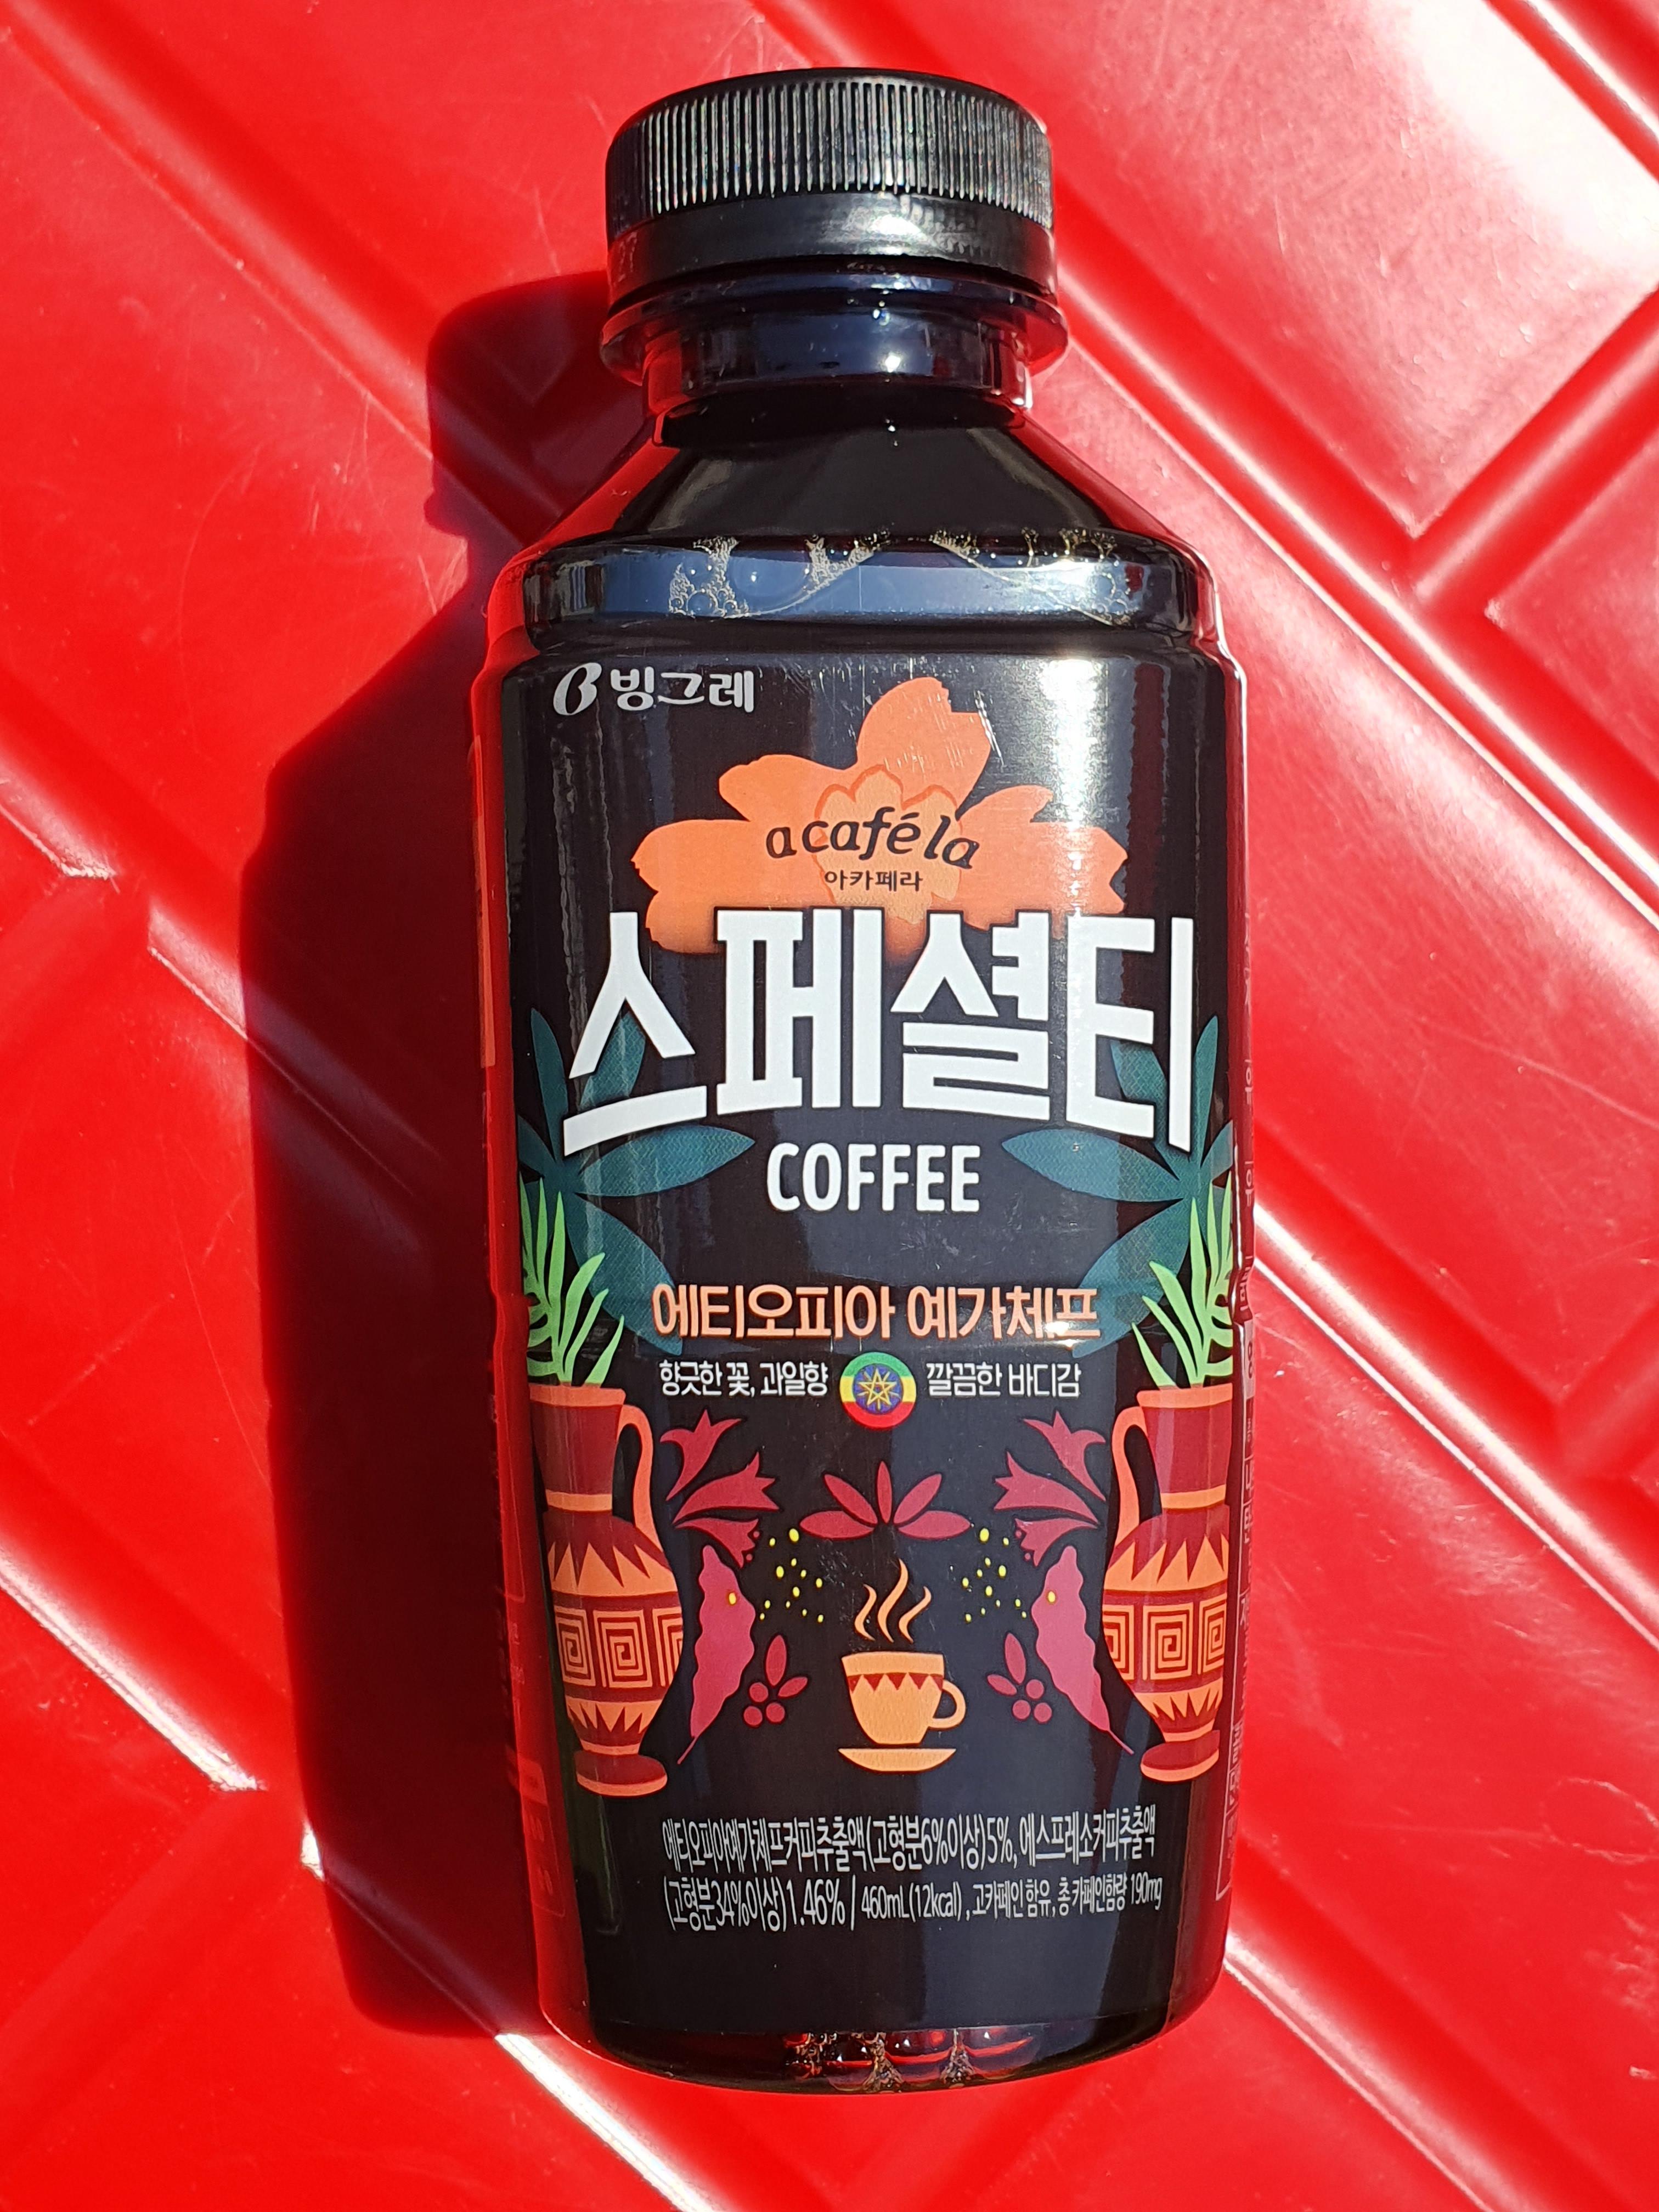 빙그레
acafé la
아카페라
스페셜티
COFFEE
에티오피아 예가체프
향긋한 꽃, 과일향 깔끔한 바디감
에티오피아예가체프커피추출액(고형분6%이상)5%, 에스프레소커피추출액
(고형분34%이상)1.46% / 460mL(12kcal) , 고카페인 함유, 총 카페인함량 190mg